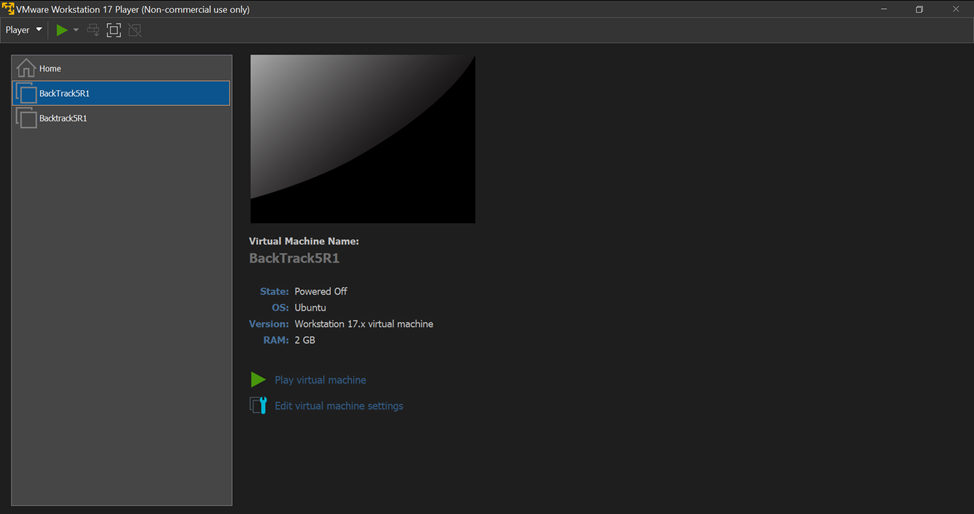 VMware Workstation 17 Player (Non-commercial use only)
Player
Home
BackTrack5R1
Backtrack5R1
Virtual Machine Name:
BackTrack5R1
State: Powered Off
OS: Ubuntu
Version: Workstation 17.x virtual machine
RAM: 2 GB
Play virtual machine
Edit virtual machine settings